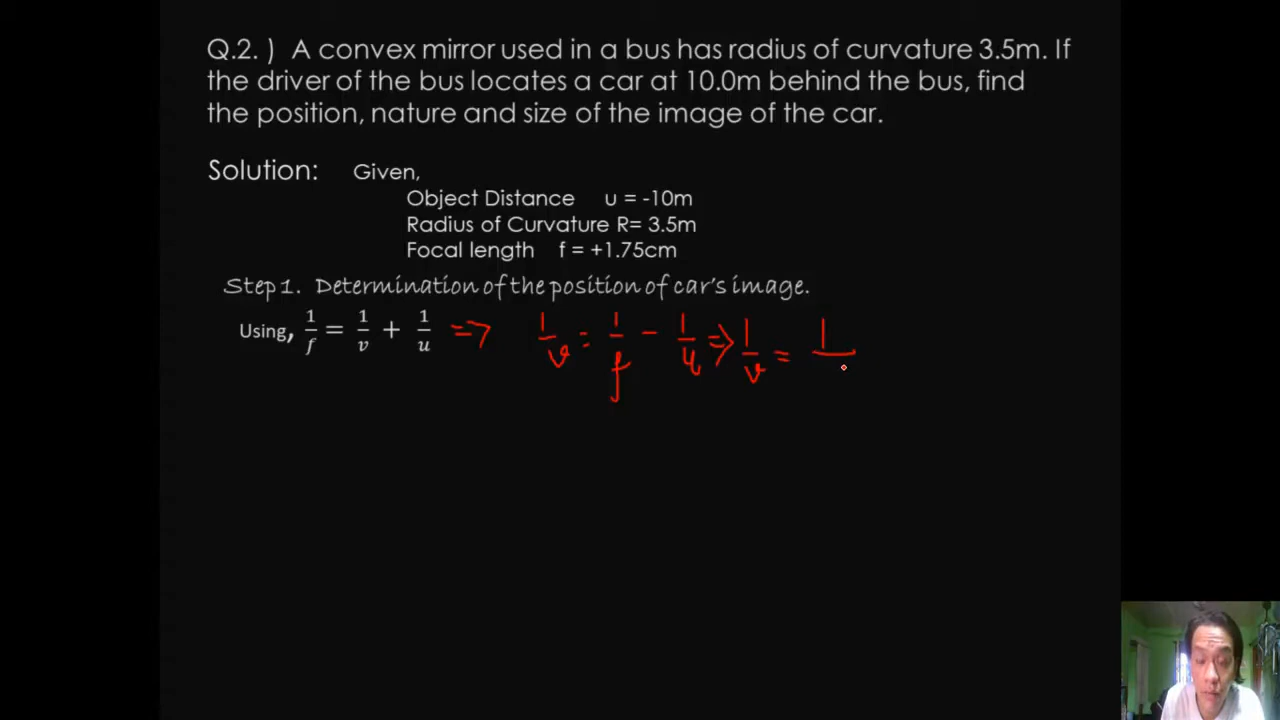 Q.2. ) A convex mirror used in a bus has radius of curvature 3.5m. If
the driver of the bus locates a car at 10.0m behind the bus, find
the position, nature and size of the image of the car.
Solution: Given,
Object Distance u = -10m
Radius of Curvature R= 3.5m
Focal length f = +1.75cm
Step 1. Determination of the position of car's image.
Using, 1/f = 1/v + 1/u => 1/v = 1/f - 1/u => 1/v = 1/